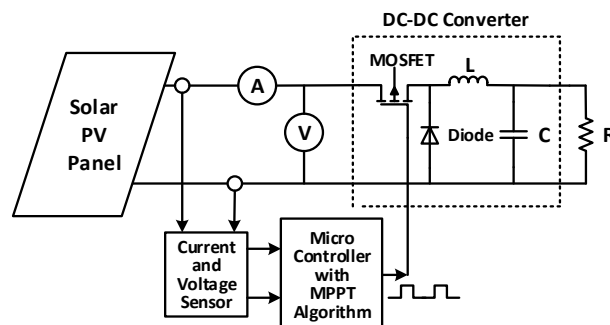 DC-DC Converter
MOSFET
L
A
Solar
PV
Panel
V
Diode
C
R
Current
and
Voltage
Sensor
Micro
Controller
with
MPPT
Algorithm